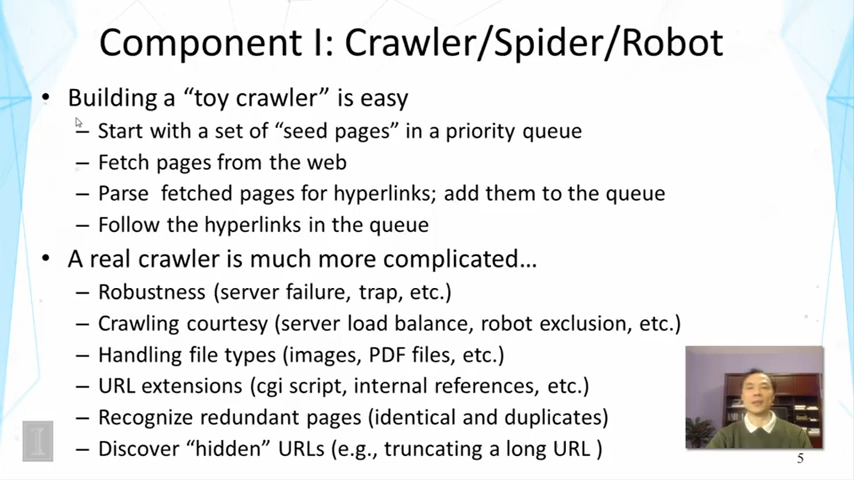 Component I: Crawler/Spider/Robot
• Building a “toy crawler” is easy
– Start with a set of “seed pages” in a priority queue
– Fetch pages from the web
– Parse fetched pages for hyperlinks; add them to the queue
– Follow the hyperlinks in the queue
• A real crawler is much more complicated…
– Robustness (server failure, trap, etc.)
– Crawling courtesy (server load balance, robot exclusion, etc.)
– Handling file types (images, PDF files, etc.)
– URL extensions (cgi script, internal references, etc.)
– Recognize redundant pages (identical and duplicates)
– Discover “hidden” URLs (e.g., truncating a long URL )
I
5